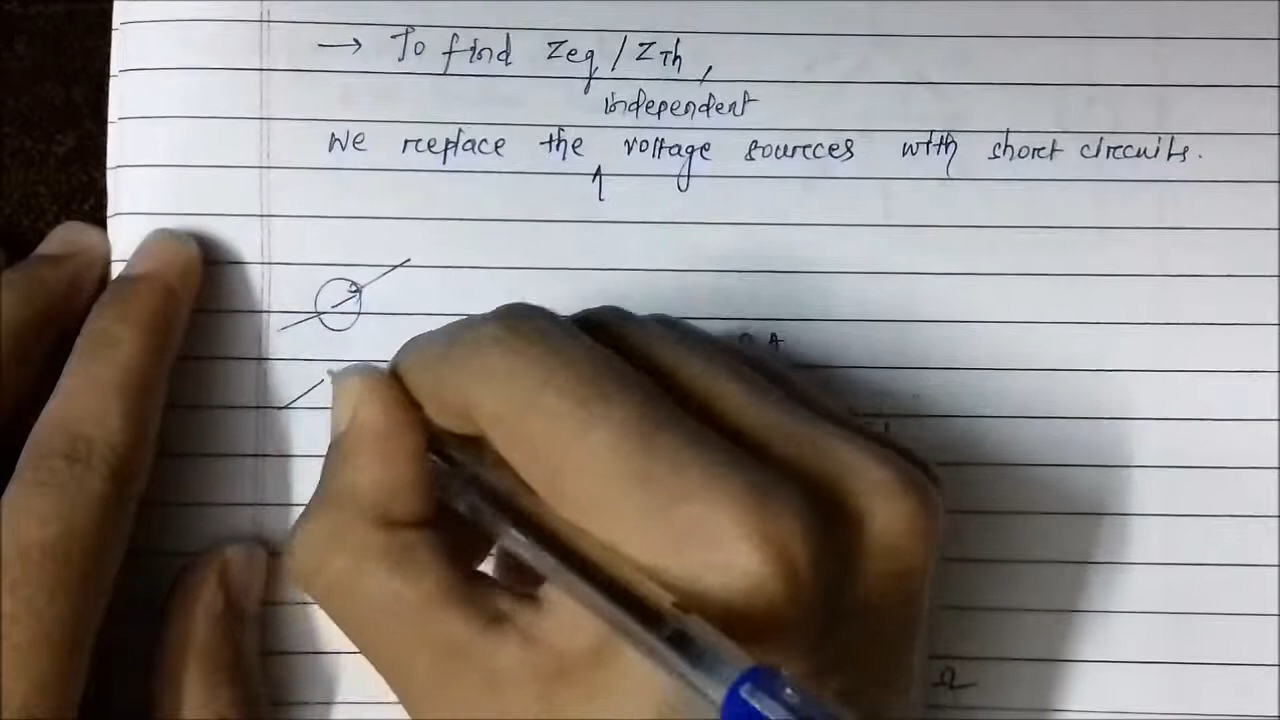 → To find Zeq / ZTh,
independent
We replace the voltage sources with short circuits.
Ω